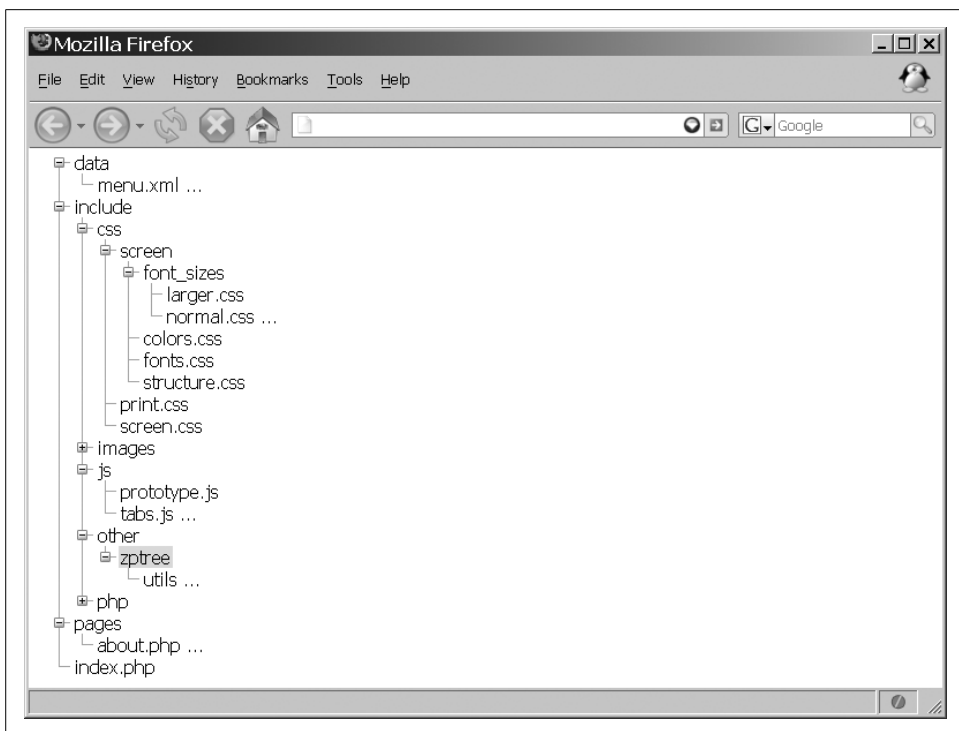 Mozilla Firefox
File Edit View History Bookmarks Tools Help
G Google
data
menu.xml ...
include
css
screen
font_sizes
larger.css
normal.css ...
colors.css
fonts.css
structure.css
print.css
screen.css
images
js
prototype.js
tabs.js ...
other
zptree
utils ...
php
pages
about.php ...
index.php